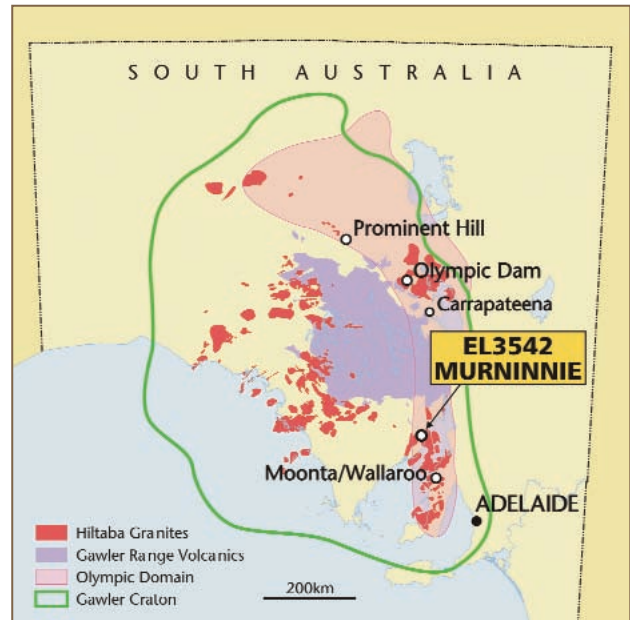 SOUTH AUSTRALIA
Prominent Hill
Olympic Dam
Carrapateena
EL3542
MURNINNIE
Moonta/Wallaroo
ADELAIDE
Hiltaba Granites
Gawler Range Volcanics
Olympic Domain
Gawler Craton
200km